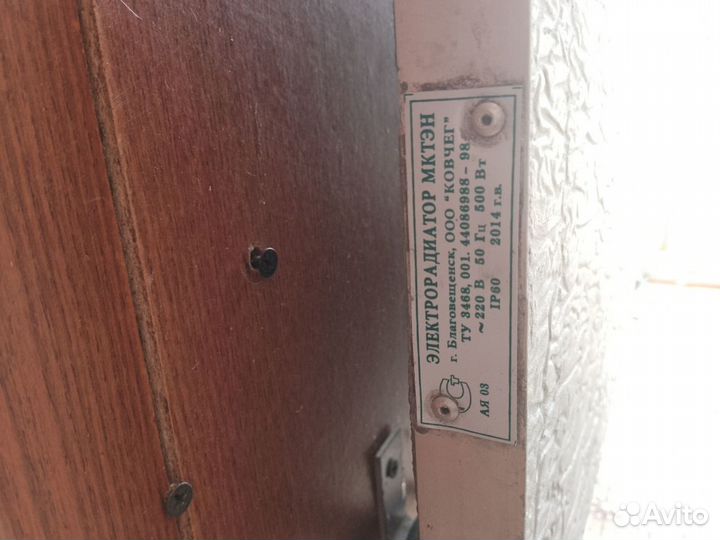 ЭЛЕКТРОРАДИАТОР МКТЭН
г. Благовещенск, ООО "КОВЧЕГ"
ТУ 3468, 001. 44086988 – 98.
~ 220 В 50 Гц 500 Вт
IP60 2014 г.в.
АЯ 03
Avito